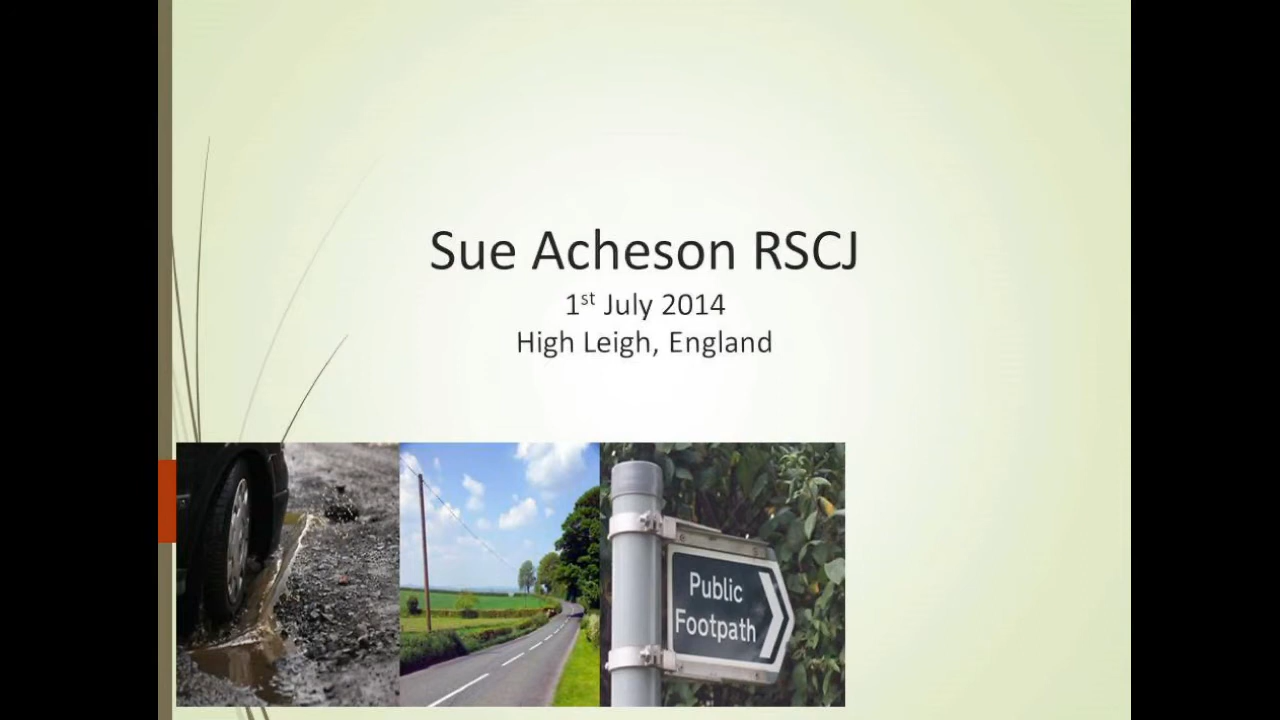 Sue Acheson RSCJ
1st July 2014
High Leigh, England
Public
Footpath